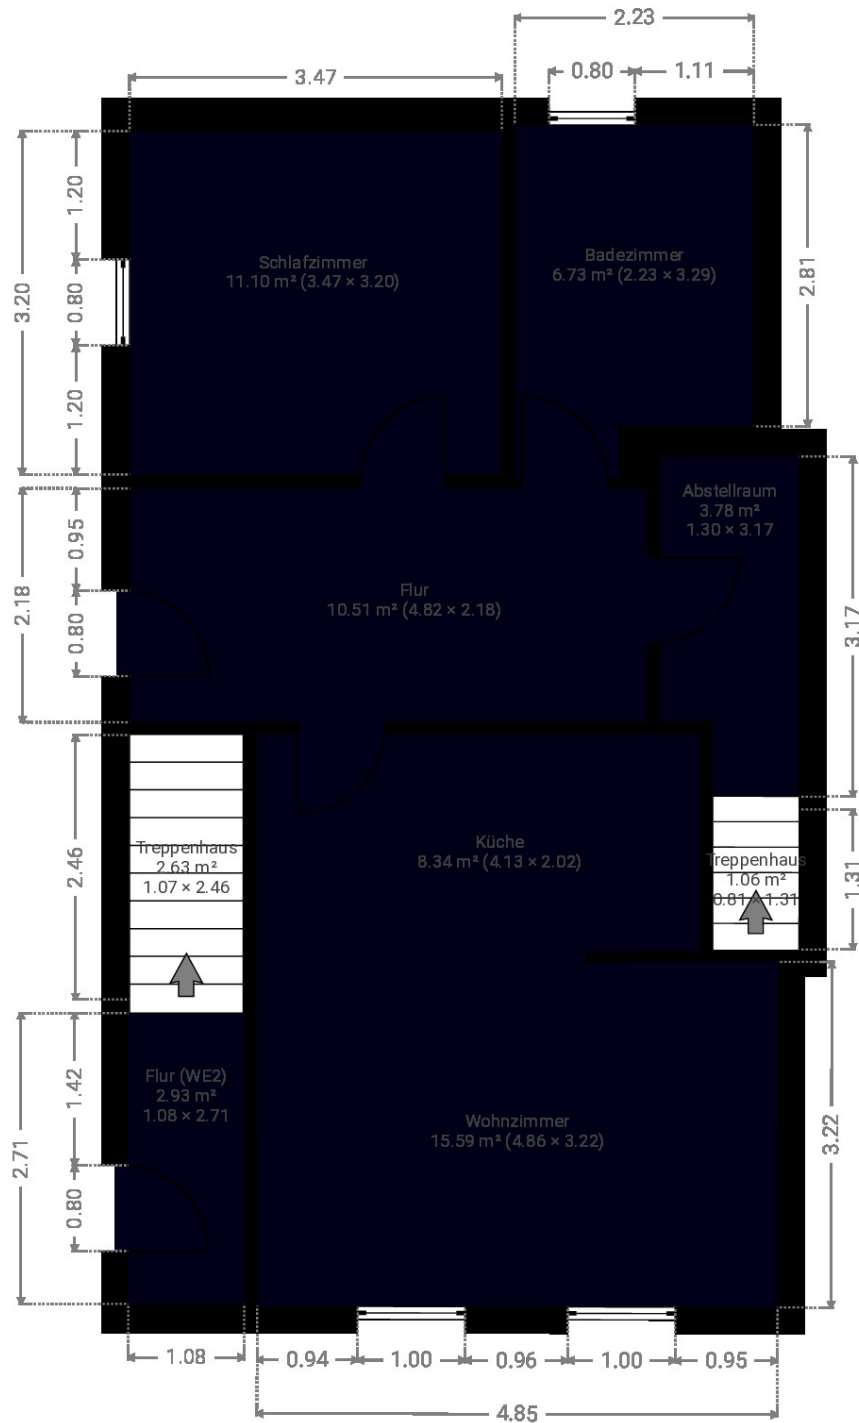 2.23
3.47
0.80
1.11
1.20
3.20
0.80
1.20
2.81
Schlafzimmer
11.10 m² (3.47 × 3.20)
Badezimmer
6.73 m² (2.23 × 3.29)
0.95
2.18
0.80
Abstellraum
3.78 m²
1.30 × 3.17
Flur
10.51 m² (4.82 × 2.18)
3.17
2.46
Treppenhaus
2.63 m²
1.07 × 2.46
Küche
8.34 m² (4.13 × 2.02)
Treppenhaus
1.06 m²
0.81 × 1.31
1.31
1.42
2.71
0.80
Flur (WE2)
2.93 m²
1.08 × 2.71
Wohnzimmer
15.59 m² (4.86 × 3.22)
3.22
1.08
0.94
1.00
0.96
1.00
0.95
4.85